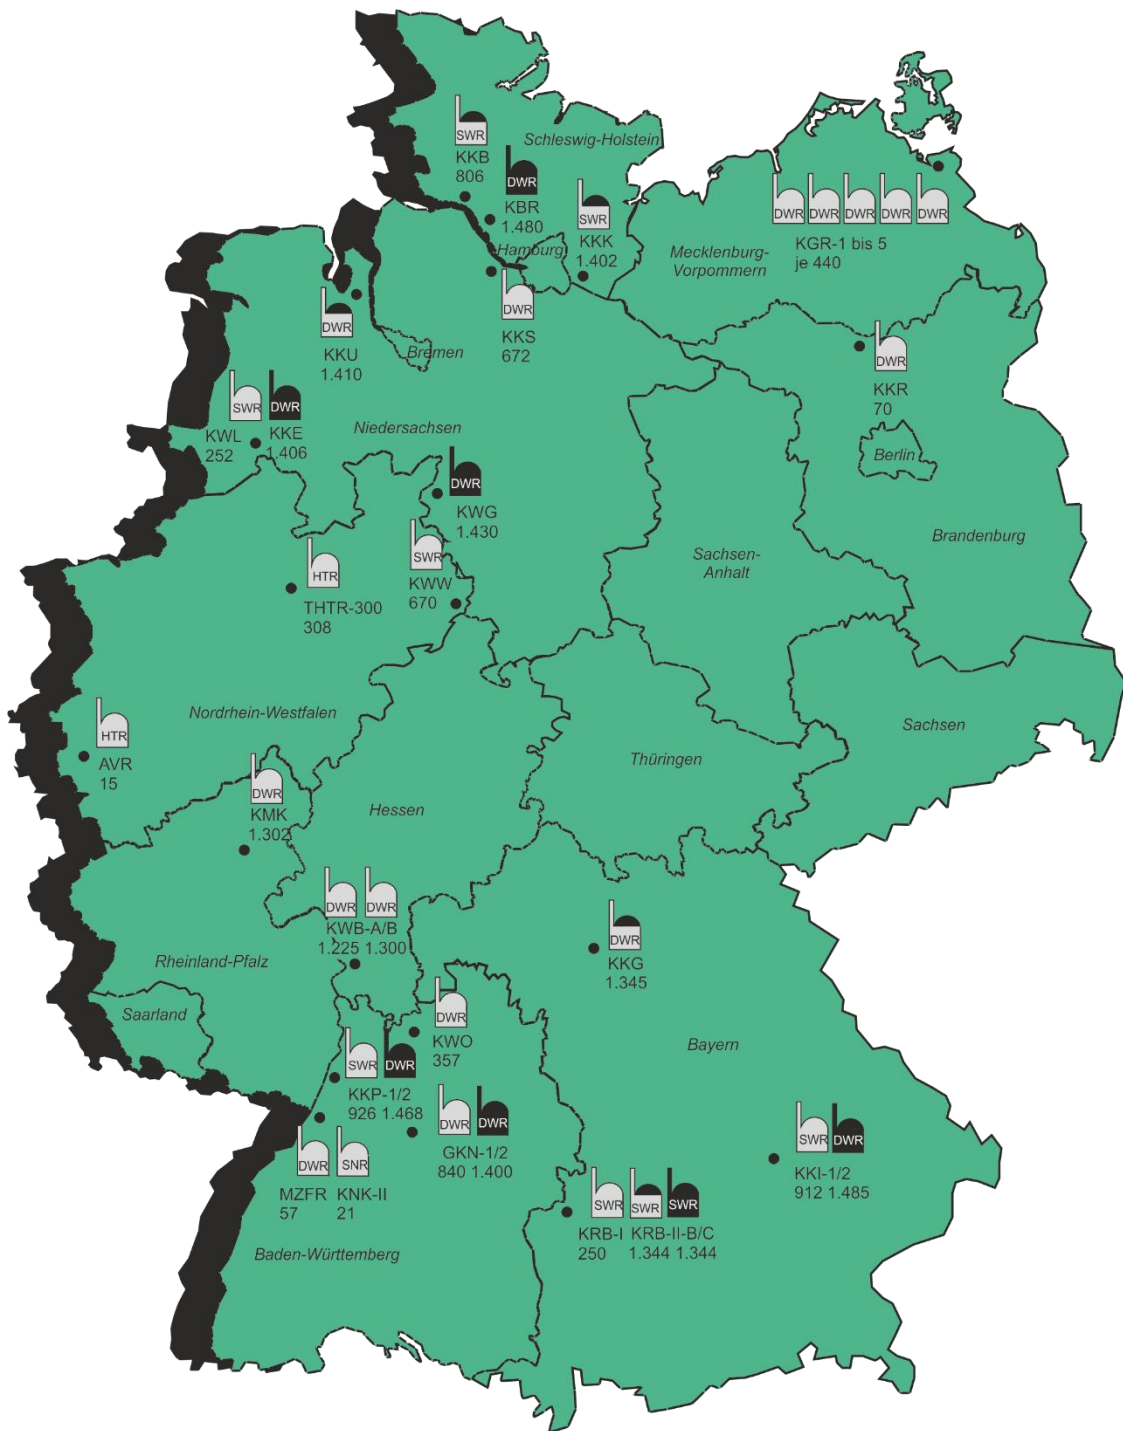 SWR
KKB
806
Schleswig-Holstein
DWR
KBR
1.480
SWR
KKK
1.402
Hamburg
DWR DWR DWR DWR DWR
KGR-1 bis 5
je 440
Mecklenburg-
Vorpommern
DWR
KKU
1.410
Bremen
DWR
KKS
672
DWR
KKR
70
SWR DWR
KWL KKE
252 1.406
Niedersachsen
Berlin
DWR
KWG
1.430
SWR
KWW
670
HTR
THTR-300
308
Sachsen-
Anhalt
Brandenburg
Nordrhein-Westfalen
HTR
AVR
15
Sachsen
Thüringen
DWR
KMK
1.302
Hessen
DWR DWR
KWB-A/B
1.225 1.300
DWR
KKG
1.345
Rheinland-Pfalz
Saarland
DWR
KWO
357
Bayern
SWR DWR
KKP-1/2
926 1.468
DWR DWR
GKN-1/2
840 1.400
SWR DWR
KKI-1/2
912 1.485
DWR SNR
MZFR KNK-II
57 21
SWR SWR SWR
KRB-I KRB-II-B/C
250 1.344 1.344
Baden-Württemberg